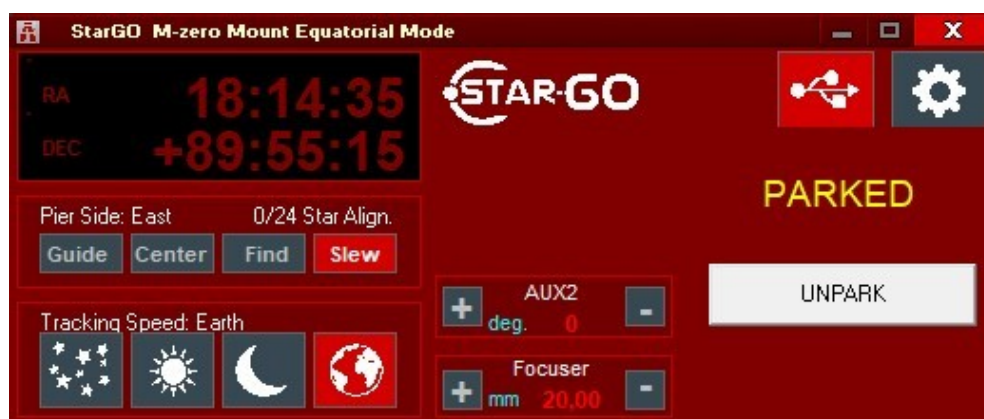 StarGO M-zero Mount Equatorial Mode
X
RA 18:14:35
DEC +89:55:15
STAR·GO
PARKED
Pier Side: East 0/24 Star Align.
Guide Center Find Slew
UNPARK
Tracking Speed: Earth
+ AUX2 -
deg. 0
+ Focuser -
mm 20,00